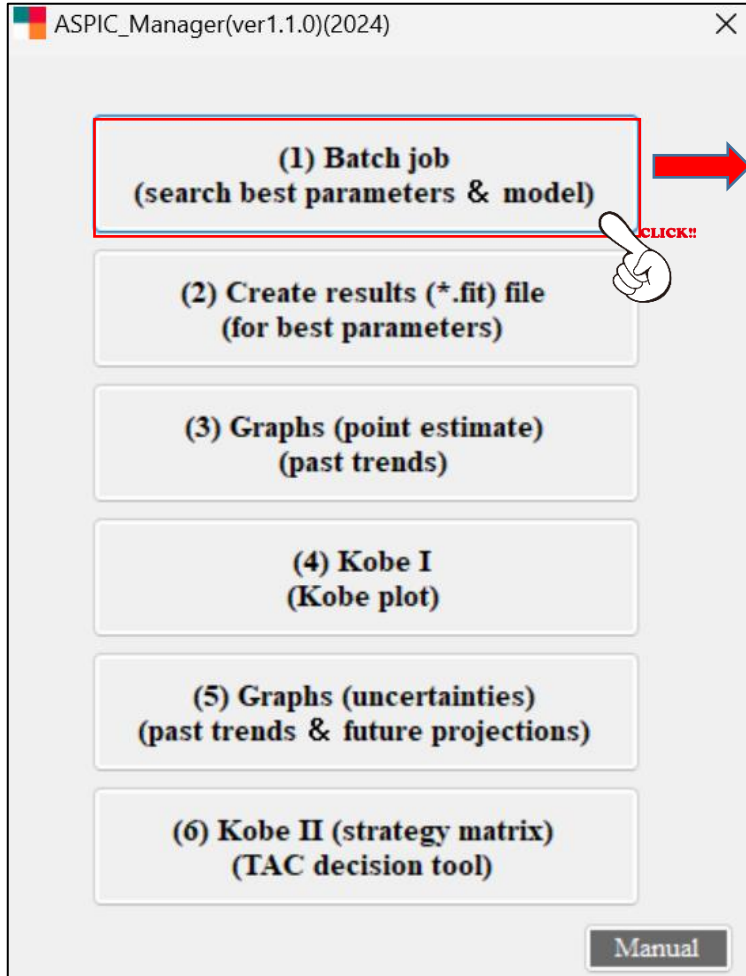 ASPIC_Manager(ver1.1.0)(2024)
(1) Batch job
(search best parameters & model)
CLICK!!
(2) Create results (*.fit) file
(for best parameters)
(3) Graphs (point estimate)
(past trends)
(4) Kobe I
(Kobe plot)
(5) Graphs (uncertainties)
(past trends & future projections)
(6) Kobe II (strategy matrix)
(TAC decision tool)
Manual